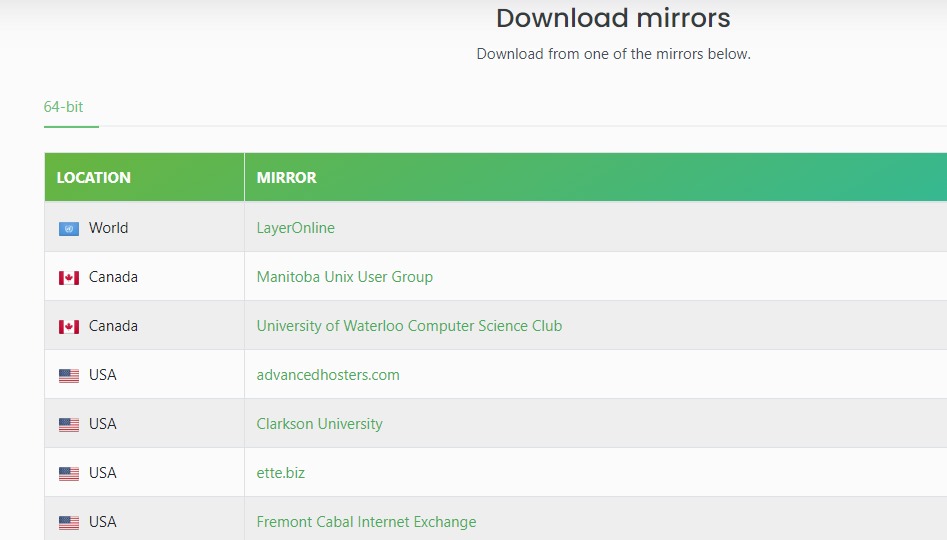 Download mirrors
Download from one of the mirrors below.
64-bit
LOCATION MIRROR
World LayerOnline
Canada Manitoba Unix User Group
Canada University of Waterloo Computer Science Club
USA advancedhosters.com
USA Clarkson University
USA ette.biz
USA Fremont Cabal Internet Exchange